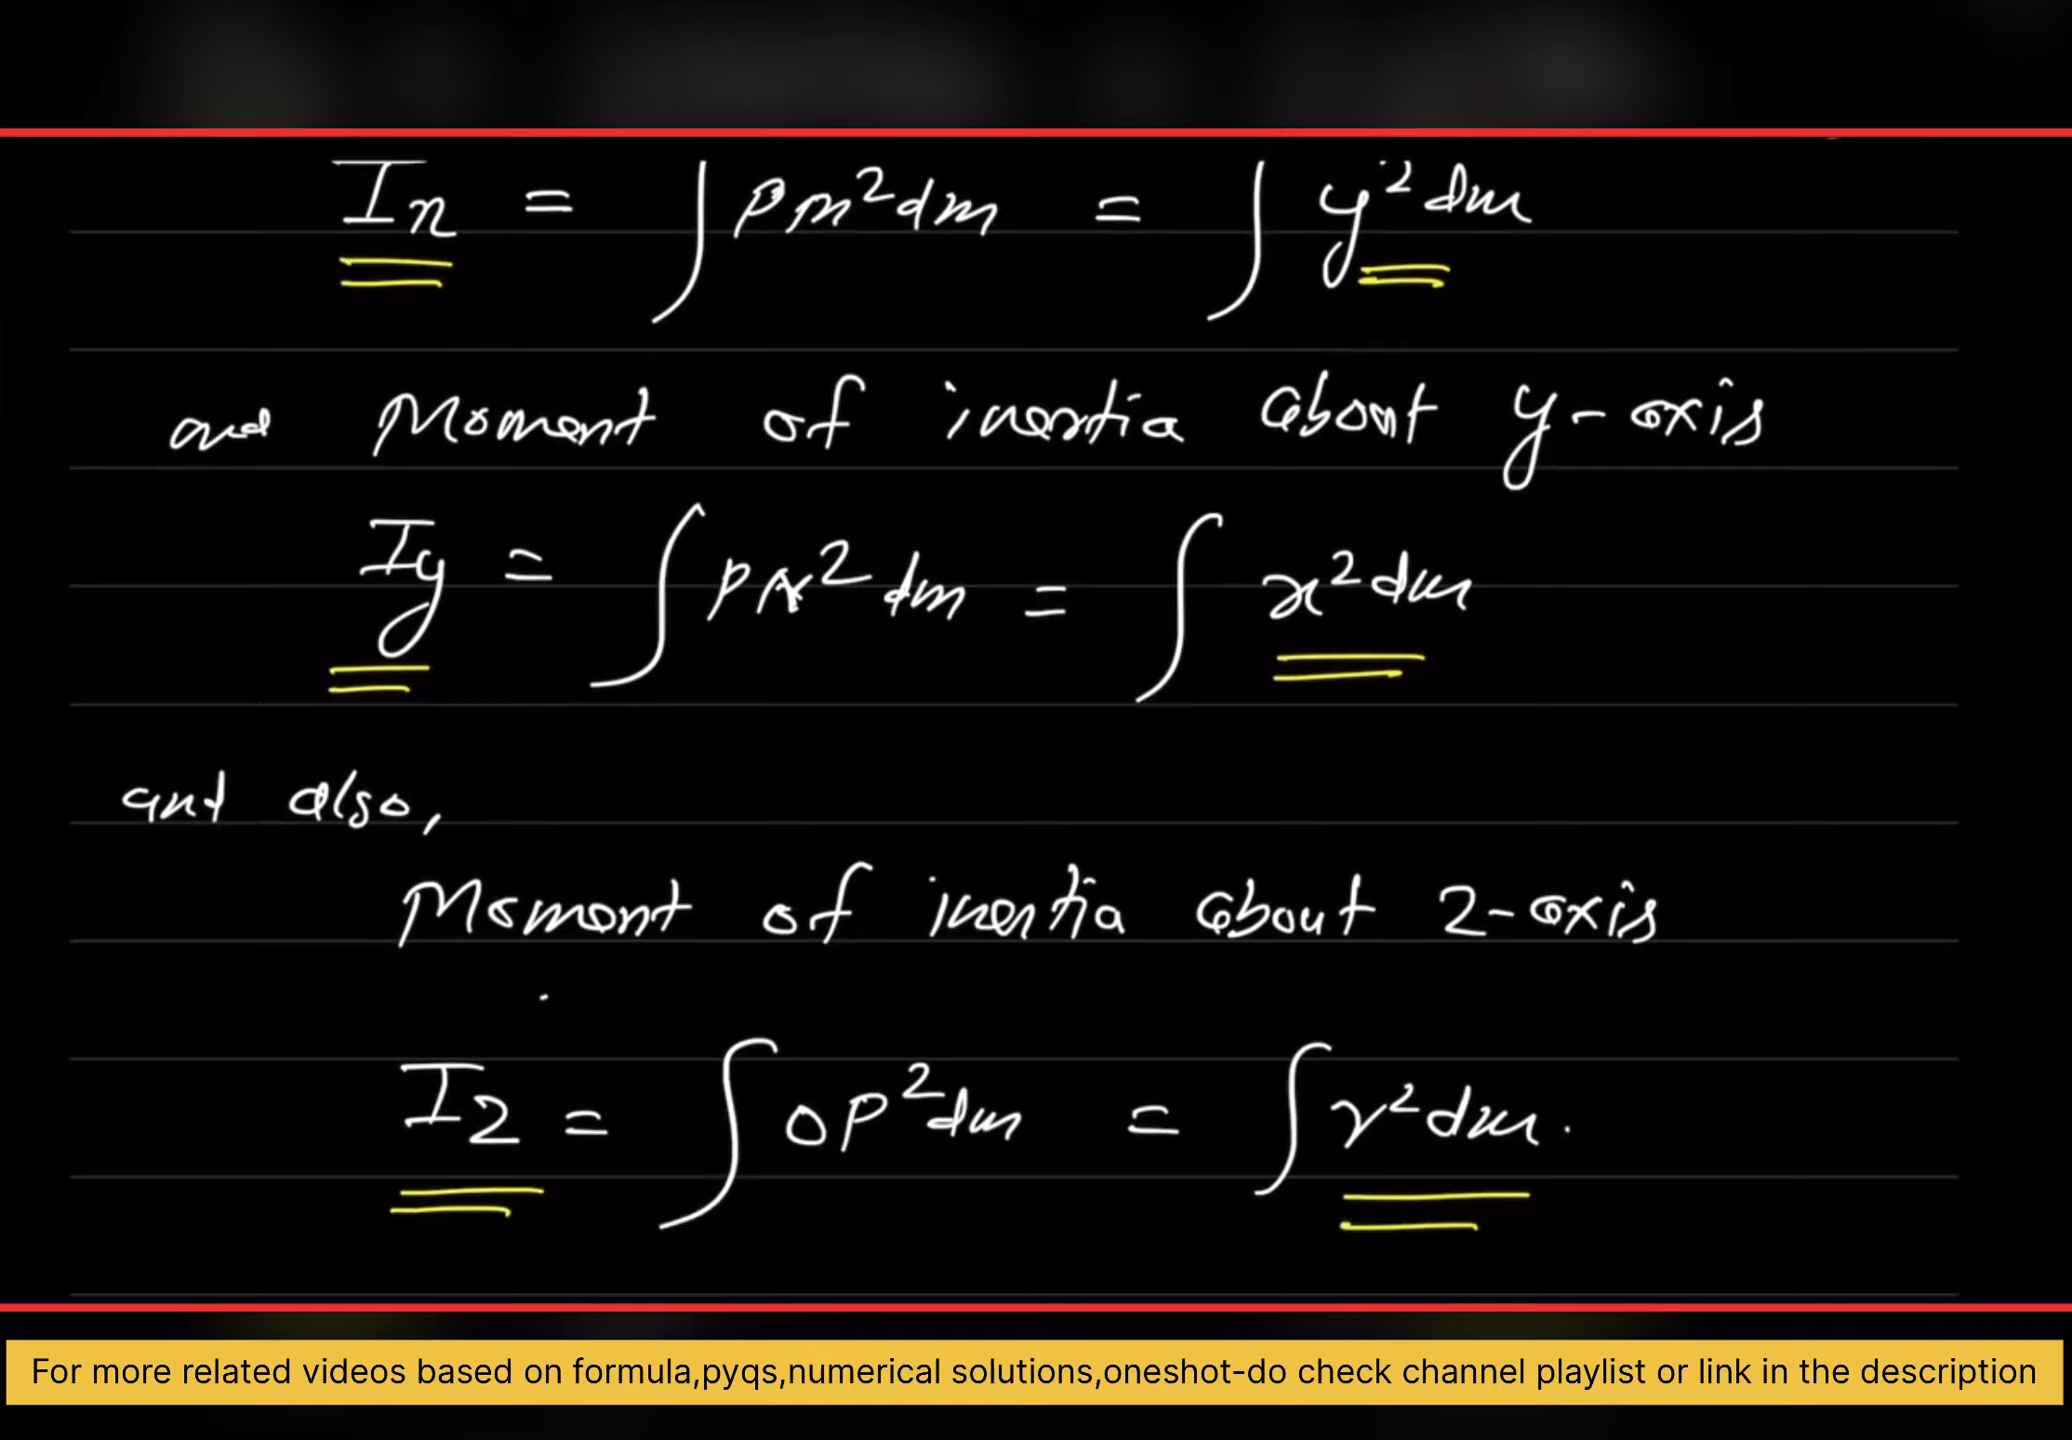 Ix = ∫ PM² dm = ∫ y² dm
and Moment of inertia about y-axis
Iy = ∫ PN² dm = ∫ x² dm
and also,
Moment of inertia about z-axis
Iz = ∫ OP² dm = ∫ r² dm.
For more related videos based on formula,pyqs,numerical solutions,oneshot-do check channel playlist or link in the description